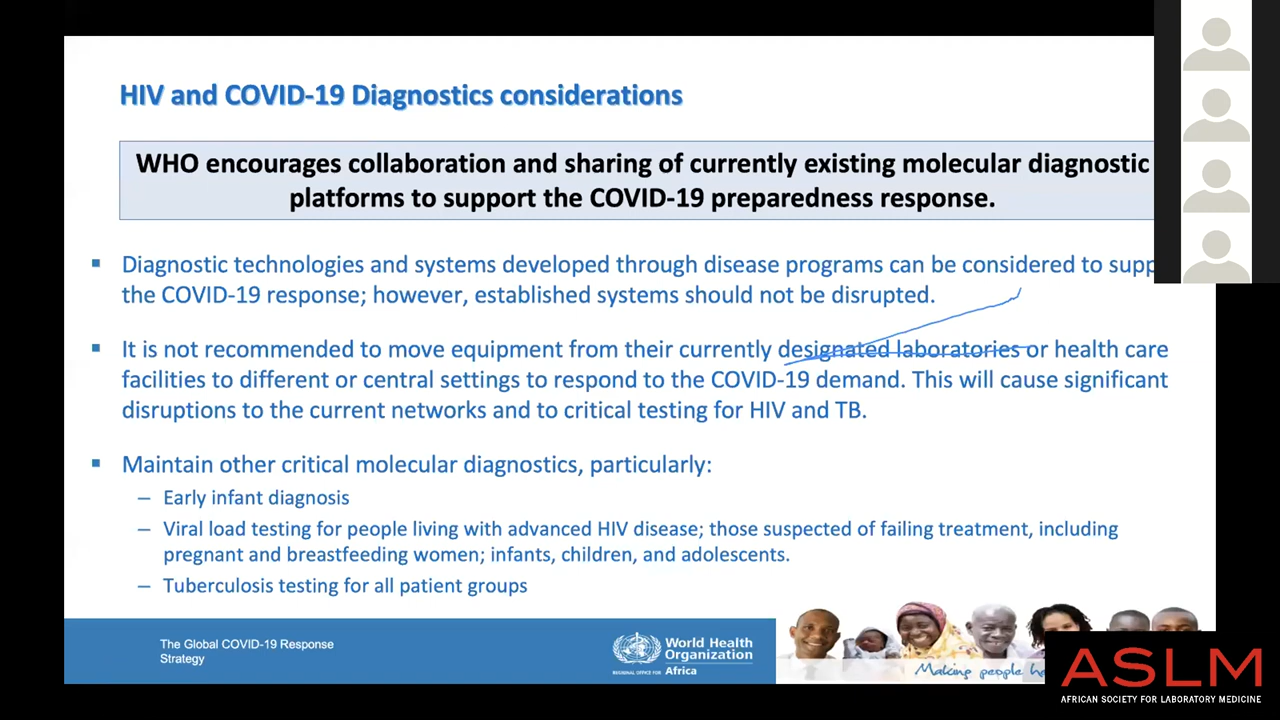 HIV and COVID-19 Diagnostics considerations
WHO encourages collaboration and sharing of currently existing molecular diagnostic
platforms to support the COVID-19 preparedness response.
▪ Diagnostic technologies and systems developed through disease programs can be considered to supp
the COVID-19 response; however, established systems should not be disrupted.
▪ It is not recommended to move equipment from their currently designated laboratories or health care
facilities to different or central settings to respond to the COVID-19 demand. This will cause significant
disruptions to the current networks and to critical testing for HIV and TB.
▪ Maintain other critical molecular diagnostics, particularly:
– Early infant diagnosis
– Viral load testing for people living with advanced HIV disease; those suspected of failing treatment, including
pregnant and breastfeeding women; infants, children, and adolescents.
– Tuberculosis testing for all patient groups
The Global COVID-19 Response
Strategy
World Health
Organization
REGIONAL OFFICE FOR Africa
Making people
ASLM
AFRICAN SOCIETY FOR LABORATORY MEDICINE